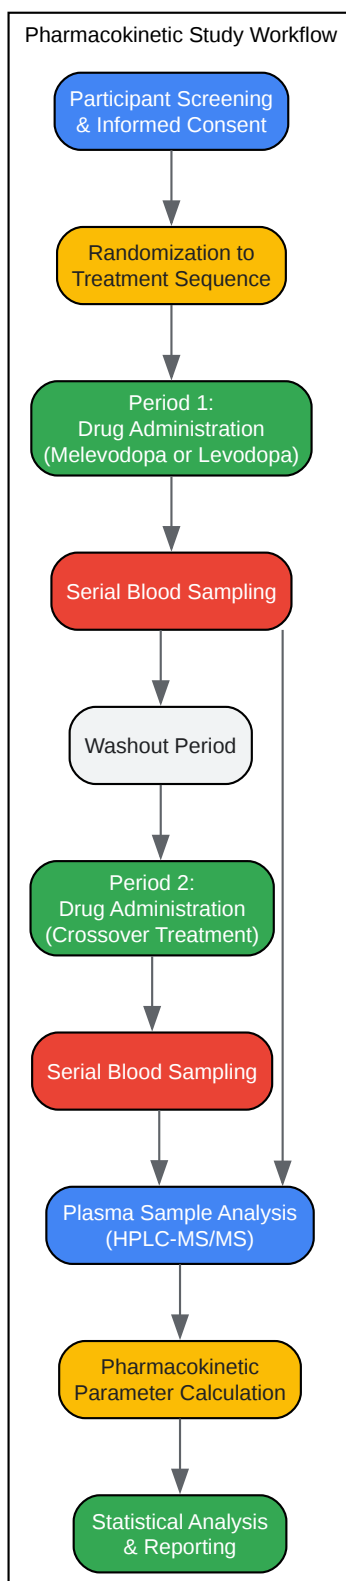 Pharmacokinetic Study Workflow
Participant Screening
& Informed Consent
Randomization to
Treatment Sequence
Period 1:
Drug Administration
(Melevodopa or Levodopa)
Serial Blood Sampling
Washout Period
Period 2:
Drug Administration
(Crossover Treatment)
Serial Blood Sampling
Plasma Sample Analysis
(HPLC-MS/MS)
Pharmacokinetic
Parameter Calculation
Statistical Analysis
& Reporting